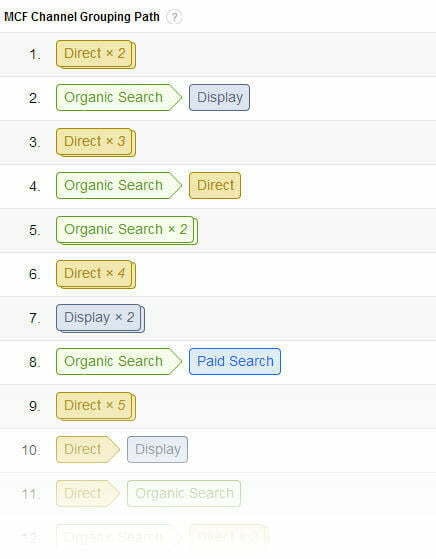 MCF Channel Grouping Path ?
1. Direct × 2
2. Organic Search Display
3. Direct × 3
4. Organic Search Direct
5. Organic Search × 2
6. Direct × 4
7. Display × 2
8. Organic Search Paid Search
9. Direct × 5
10. Direct Display
11. Direct Organic Search
12. Organic Search Direct ×